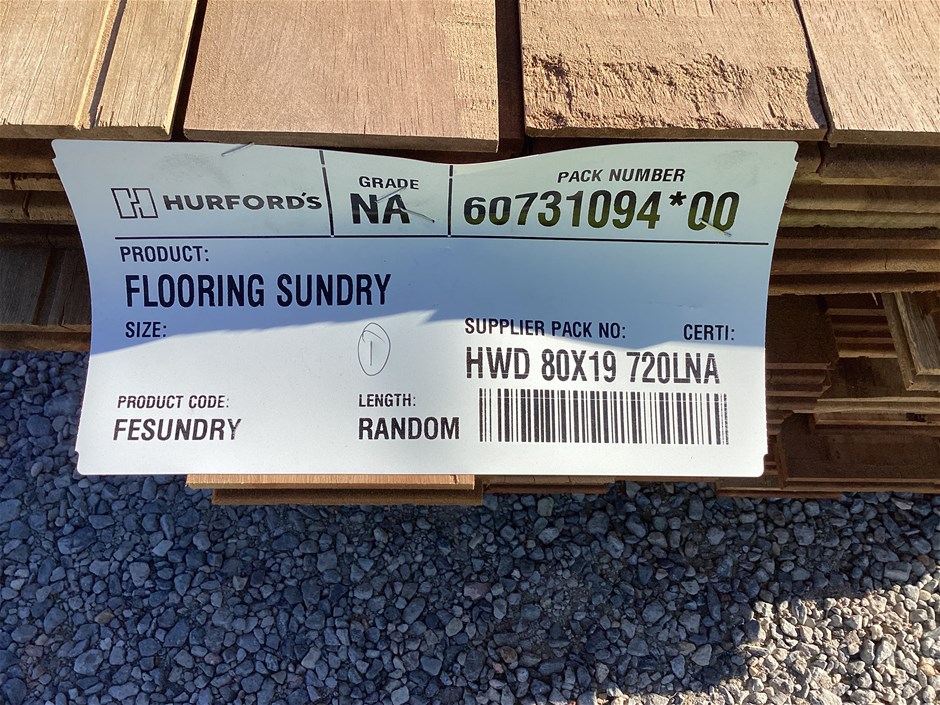 H HURFORD'S
GRADE
NA
PACK NUMBER
60731094*00
PRODUCT:
FLOORING SUNDRY
SIZE:
1
SUPPLIER PACK NO:
CERTI:
HWD 80X19 720LNA
PRODUCT CODE:
FESUNDRY
LENGTH:
RANDOM